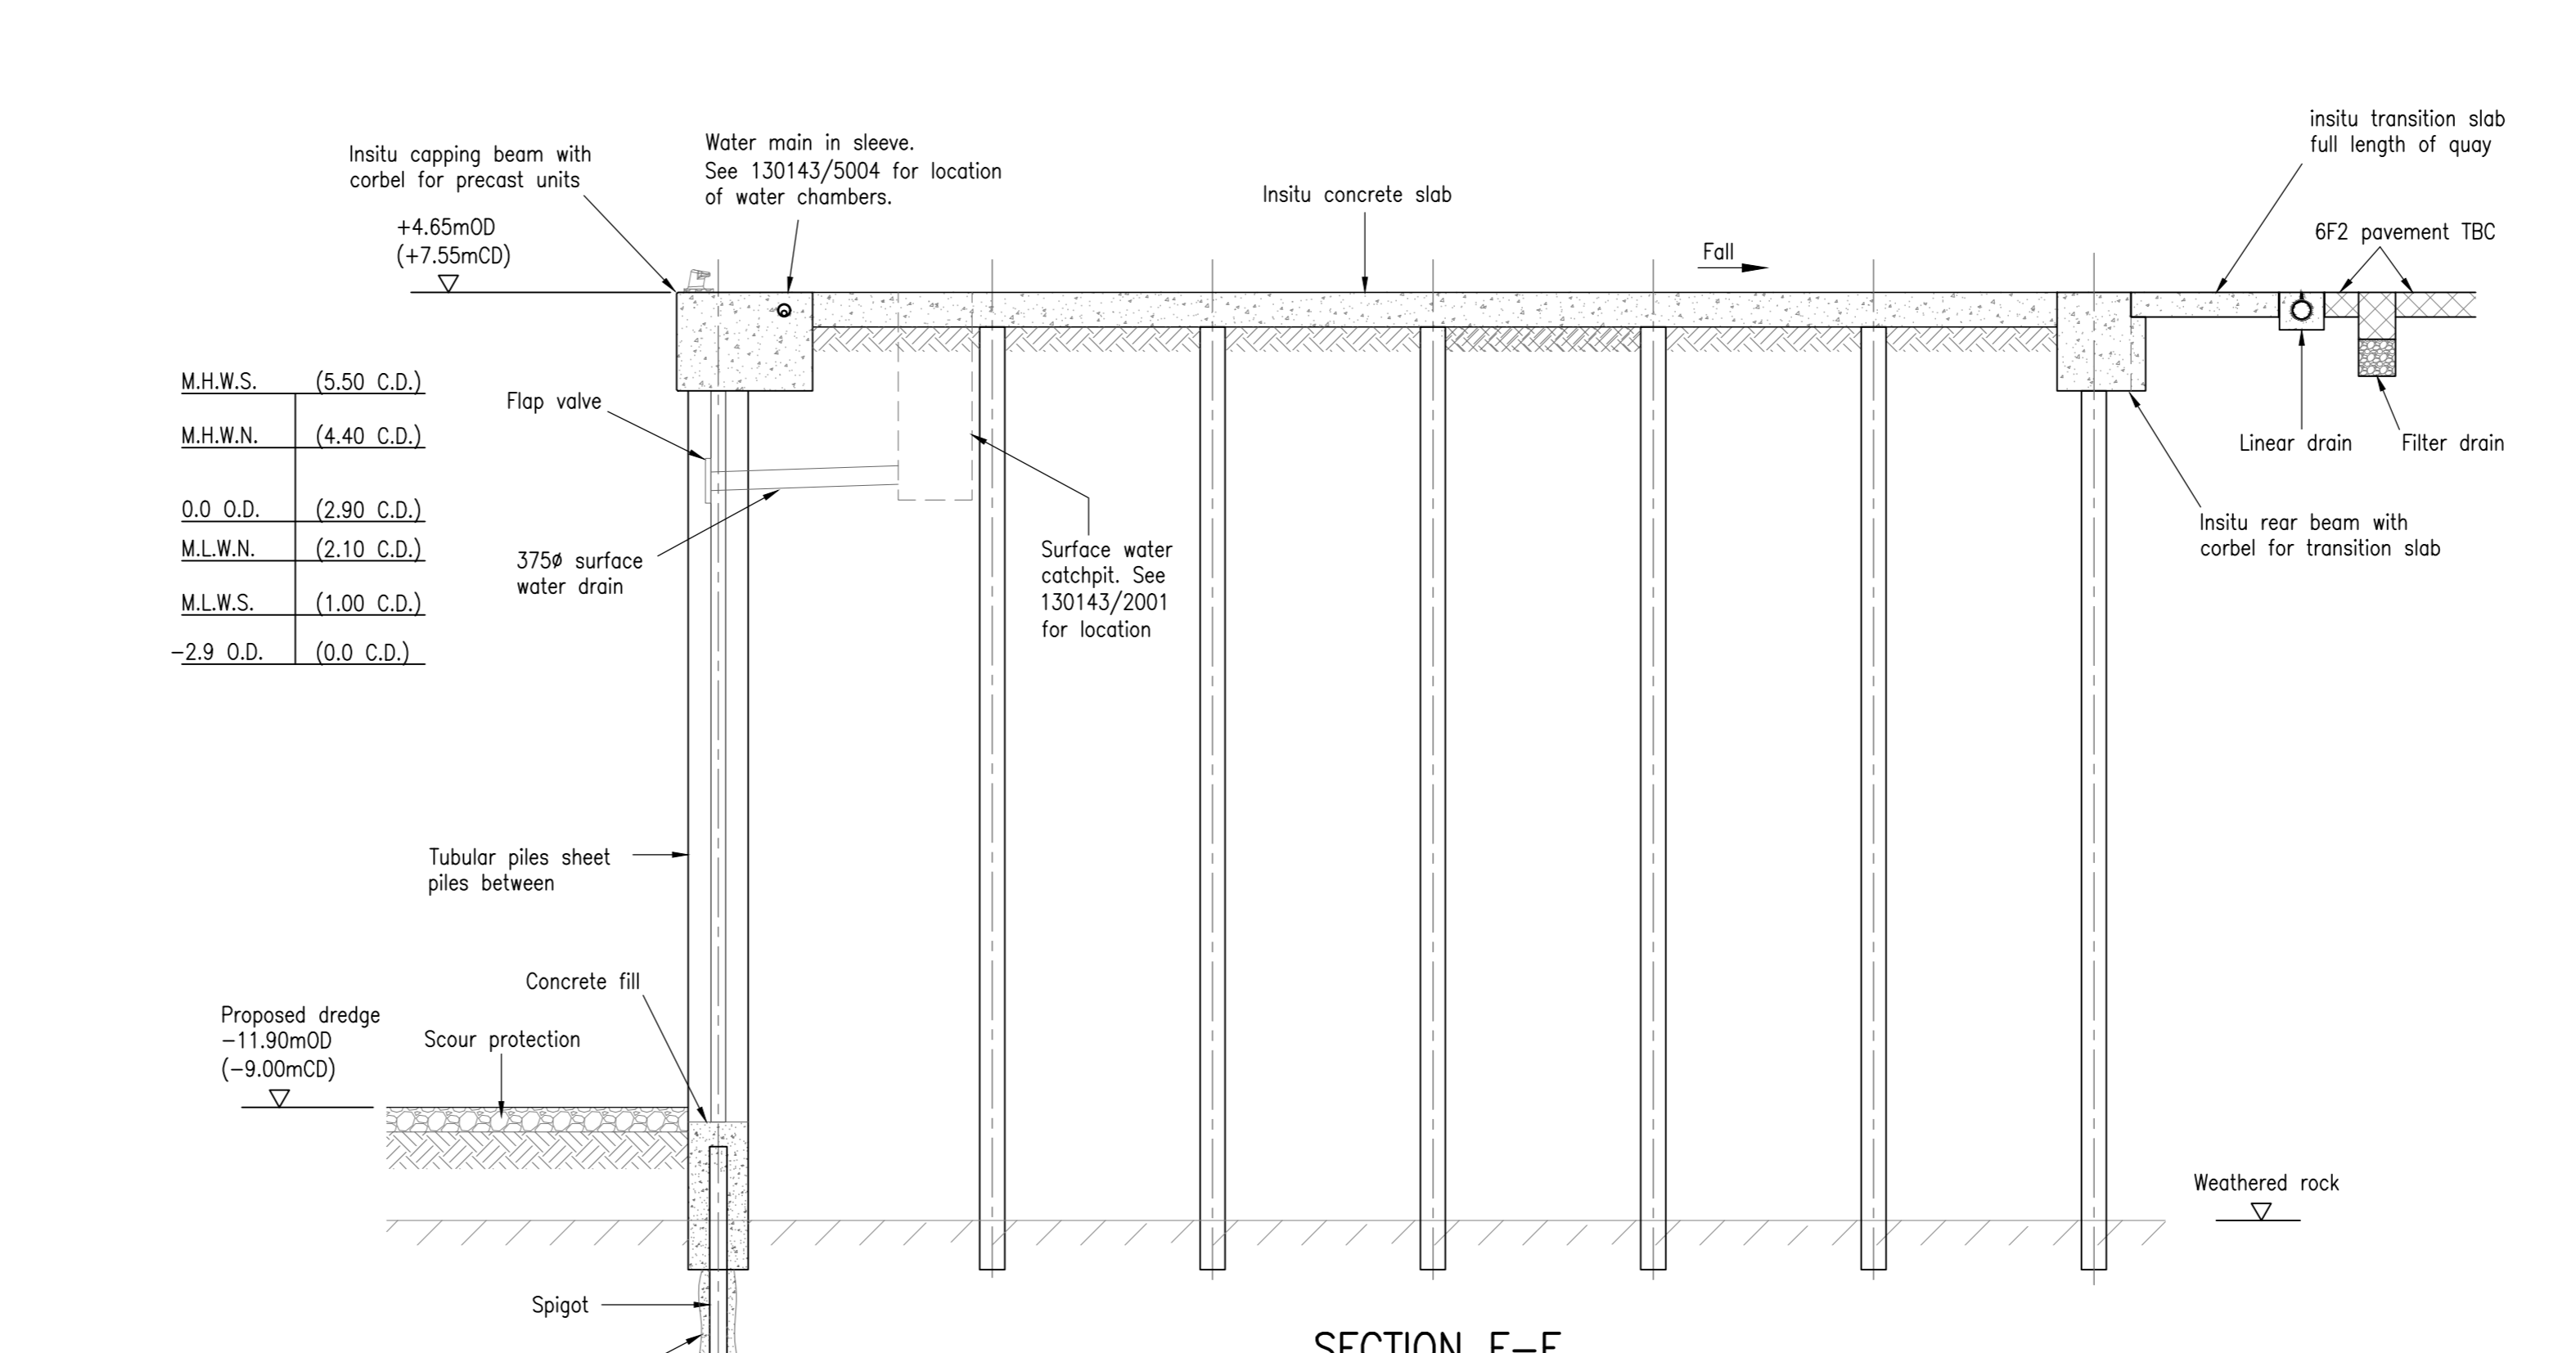 insitu transition slab
full length of quay
Water main in sleeve.
See 130143/5004 for location
of water chambers.
Insitu capping beam with
corbel for precast units
Insitu concrete slab
+4.65mOD
(+7.55mCD)
Fall
6F2 pavement TBC
M.H.W.S. (5.50 C.D.)
M.H.W.N. (4.40 C.D.)
0.0 O.D. (2.90 C.D.)
M.L.W.N. (2.10 C.D.)
M.L.W.S. (1.00 C.D.)
-2.9 O.D. (0.0 C.D.)
Flap valve
375ø surface
water drain
Surface water
catchpit. See
130143/2001
for location
Linear drain
Filter drain
Insitu rear beam with
corbel for transition slab
Tubular piles sheet
piles between
Concrete fill
Proposed dredge
-11.90mOD
(-9.00mCD)
Scour protection
Weathered rock
Spigot
SECTION